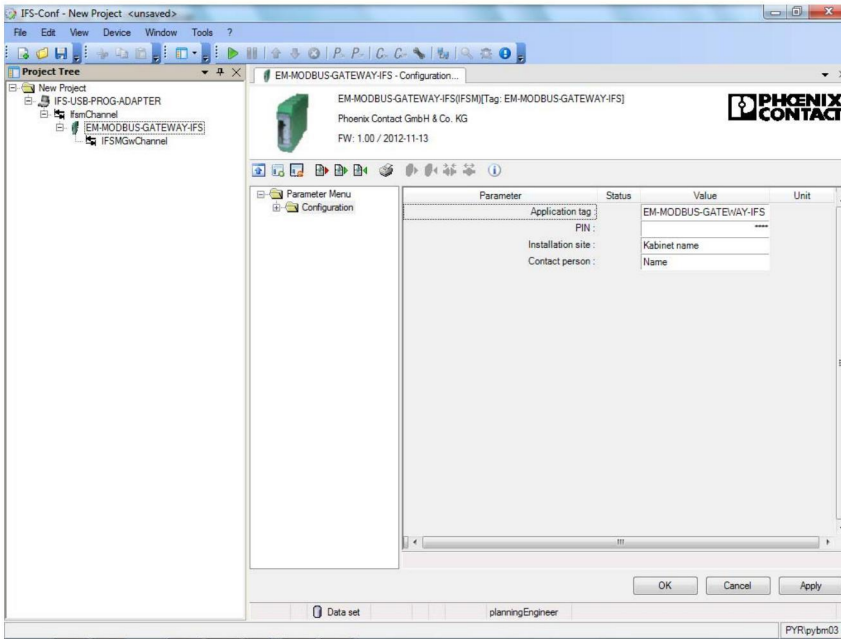 IFS-Conf - New Project <unsaved>
File Edit View Device Window Tools ?
Project Tree
New Project
IFS-USB-PROG-ADAPTER
IfsmChannel
EM-MODBUS-GATEWAY-IFS
IFSMGwChannel
EM-MODBUS-GATEWAY-IFS - Configuration...
EM-MODBUS-GATEWAY-IFS(IFSM)[Tag: EM-MODBUS-GATEWAY-IFS]
Phoenix Contact GmbH & Co. KG
FW: 1.00 / 2012-11-13
PHŒNIX
CONTACT
Parameter Menu
Configuration
Parameter Status Value Unit
Application tag : EM-MODBUS-GATEWAY-IFS
PIN : ****
Installation site : Kabinet name
Contact person : Name
OK Cancel Apply
Data set planningEngineer
PYR\pybm03